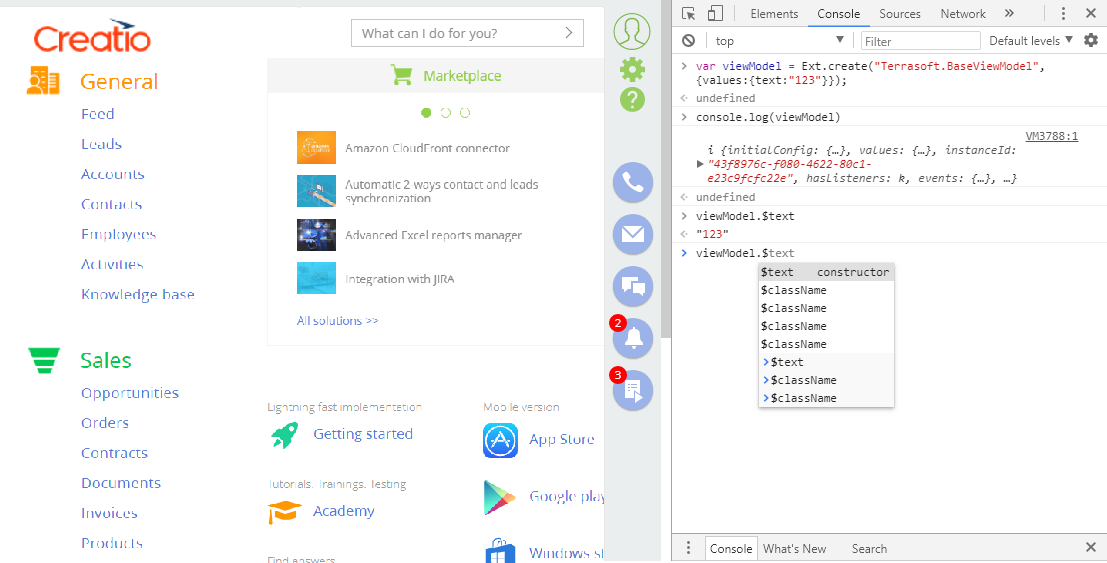 Creatio
General
Feed
Leads
Accounts
Contacts
Employees
Activities
Knowledge base
Sales
Opportunities
Orders
Contracts
Documents
Invoices
Products
What can I do for you?
Marketplace
Amazon CloudFront connector
Automatic 2-ways contact and leads
synchronization
Advanced Excel reports manager
Integration with JIRA
All solutions >>
Lightning fast implementation
Getting started
Tutorials. Trainings. Testing
Academy
Find answers
Mobile version
App Store
Google play
Windows st
2
3
Elements Console Sources Network »
top Filter Default levels
> var viewModel = Ext.create("Terrasoft.BaseViewModel",
{values:{text:"123"}});
undefined
> console.log(viewModel)
VM3788:1
i {initialConfig: {…}, values: {…}, instanceId:
"43f8976c-f080-4622-80c1-
e23c9fcfc22e", hasListeners: k, events: {…}, …}
undefined
> viewModel.$text
"123"
> viewModel.$text
$text constructor
$className
$className
$className
$className
>$text
>$className
>$className
Console What's New Search